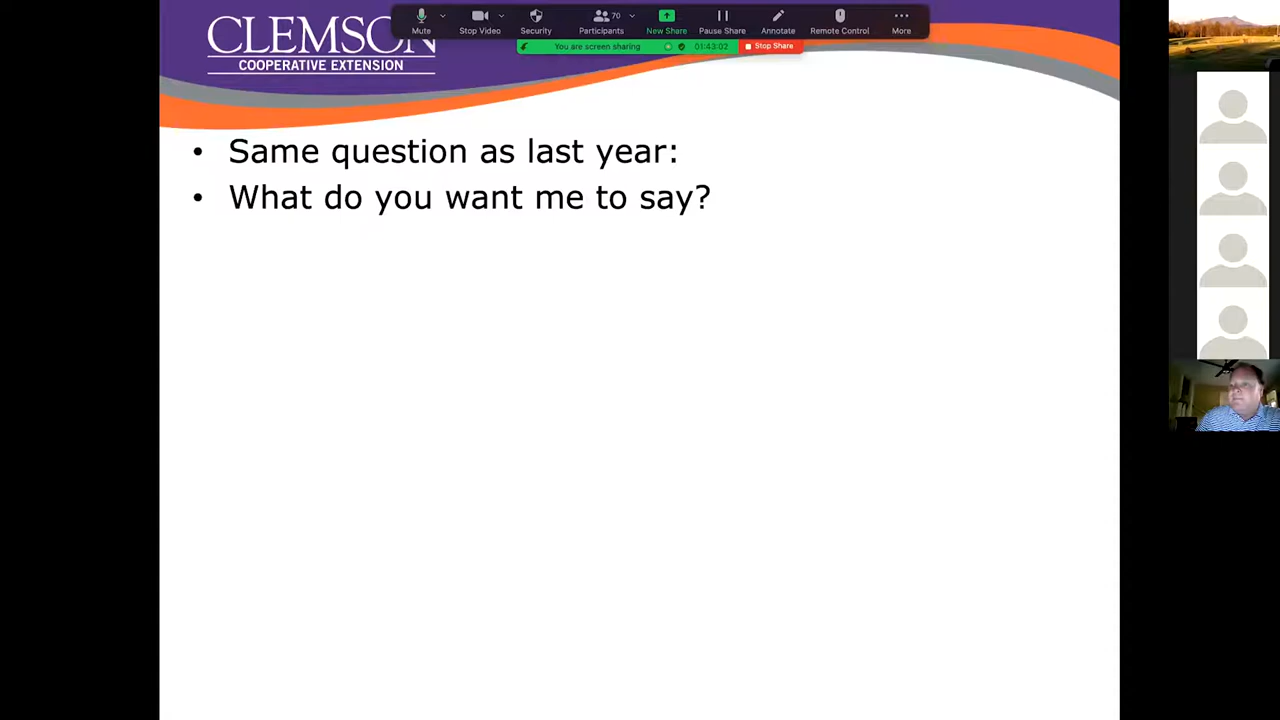 CLEMSON
COOPERATIVE EXTENSION
Mute
Stop Video
Security
70
Participants
New Share
Pause Share
Annotate
Remote Control
More
You are screen sharing
01:43:02
Stop Share
• Same question as last year:
• What do you want me to say?